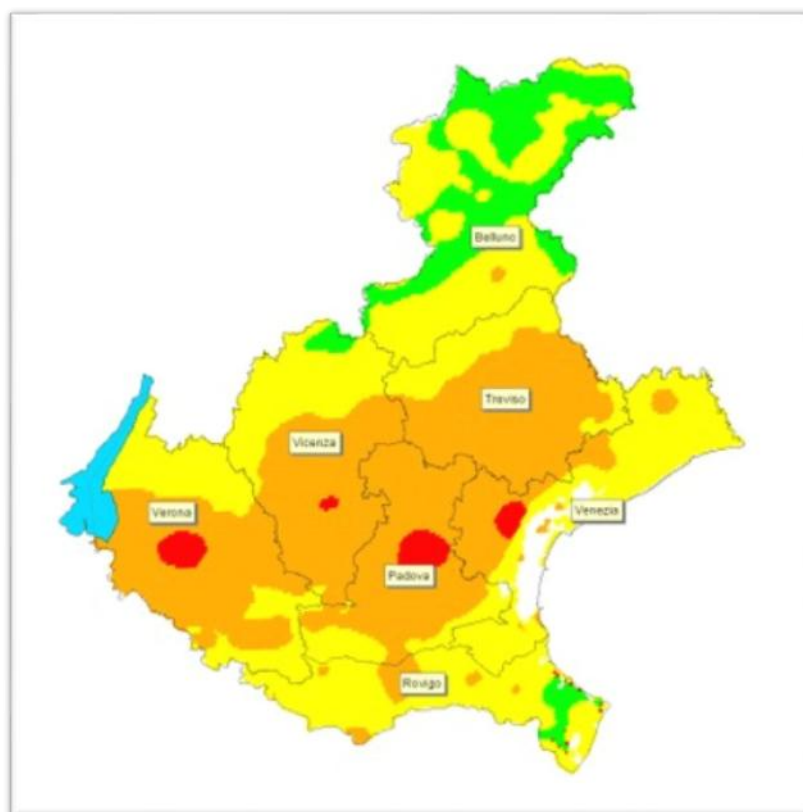 Belluno
Treviso
Vicenza
Verona
Venezia
Padova
Rovigo